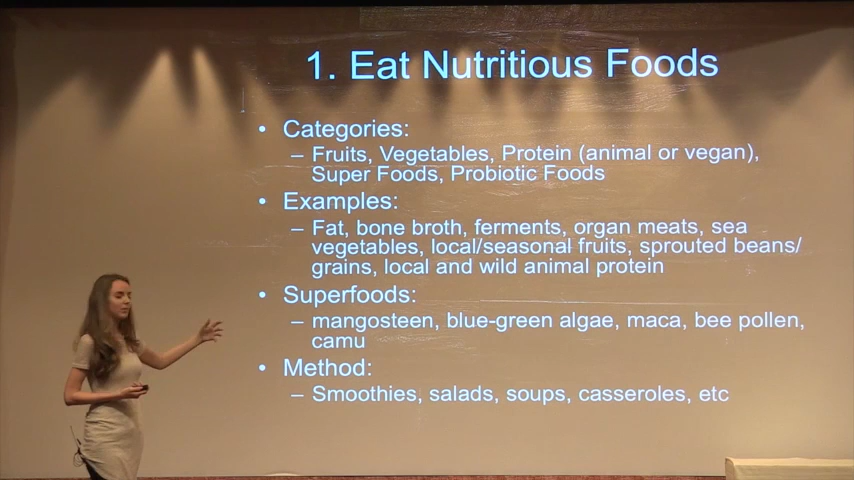 1. Eat Nutritious Foods
• Categories:
– Fruits, Vegetables, Protein (animal or vegan),
Super Foods, Probiotic Foods
• Examples:
– Fat, bone broth, ferments, organ meats, sea
vegetables, local/seasonal fruits, sprouted beans/
grains, local and wild animal protein
• Superfoods:
– mangosteen, blue-green algae, maca, bee pollen,
camu
• Method:
– Smoothies, salads, soups, casseroles, etc